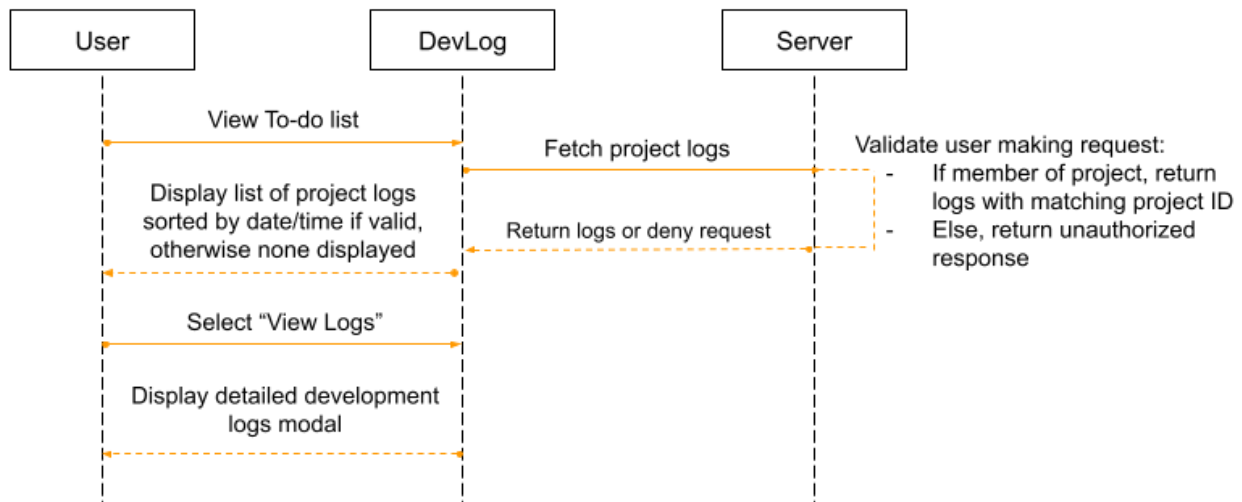 User
DevLog
Server
View To-do list
Fetch project logs
Validate user making request:
- If member of project, return
logs with matching project ID
- Else, return unauthorized
response
Display list of project logs
sorted by date/time if valid,
otherwise none displayed
Return logs or deny request
Select “View Logs”
Display detailed development
logs modal